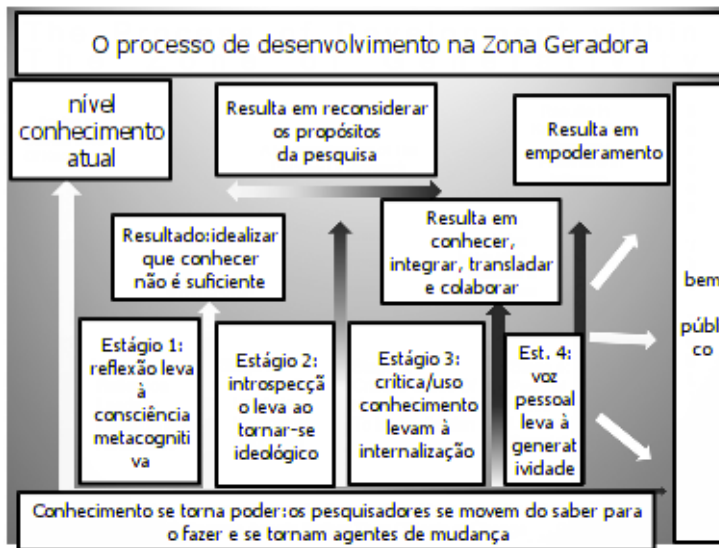 O processo de desenvolvimento na Zona Geradora
nível
conhecimento
atual
Resulta em reconsiderar
os propósitos
da pesquisa
Resulta em
empoderamento
Resultado:idealizar
que conhecer
não é suficiente
Resulta em
conhecer,
integrar, transladar
e colaborar
bem
públi
co
Estágio 1:
reflexão leva
à
consciência
metacogniti
va
Estágio 2:
introspecçã
o leva ao
tornar-se
ideológico
Estágio 3:
crítica/uso
conhecimento
levam à
internalização
Est. 4:
voz
pessoal
leva à
generat
ividade
Conhecimento se torna poder:os pesquisadores se movem do saber para
o fazer e se tornam agentes de mudança